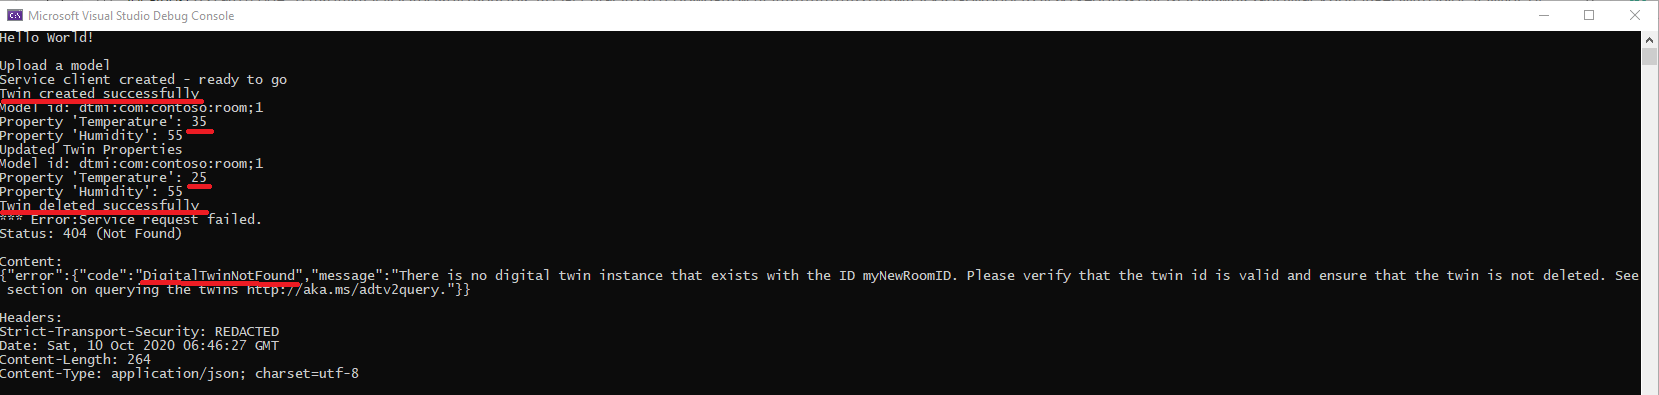 Microsoft Visual Studio Debug Console
Hello World!
Upload a model
Service client created - ready to go
Twin created successfully
Model id: dtmi:com:contoso:room;1
Property 'Temperature': 35
Property 'Humidity': 55
Updated Twin Properties
Model id: dtmi:com:contoso:room;1
Property 'Temperature': 25
Property 'Humidity': 55
Twin deleted successfully
*** Error:Service request failed.
Status: 404 (Not Found)
Content:
{"error":{"code":"DigitalTwinNotFound","message":"There is no digital twin instance that exists with the ID myNewRoomID. Please verify that the twin id is valid and ensure that the twin is not deleted. See
section on querying the twins http://aka.ms/adtv2query."}}
Headers:
Strict-Transport-Security: REDACTED
Date: Sat, 10 Oct 2020 06:46:27 GMT
Content-Length: 264
Content-Type: application/json; charset=utf-8